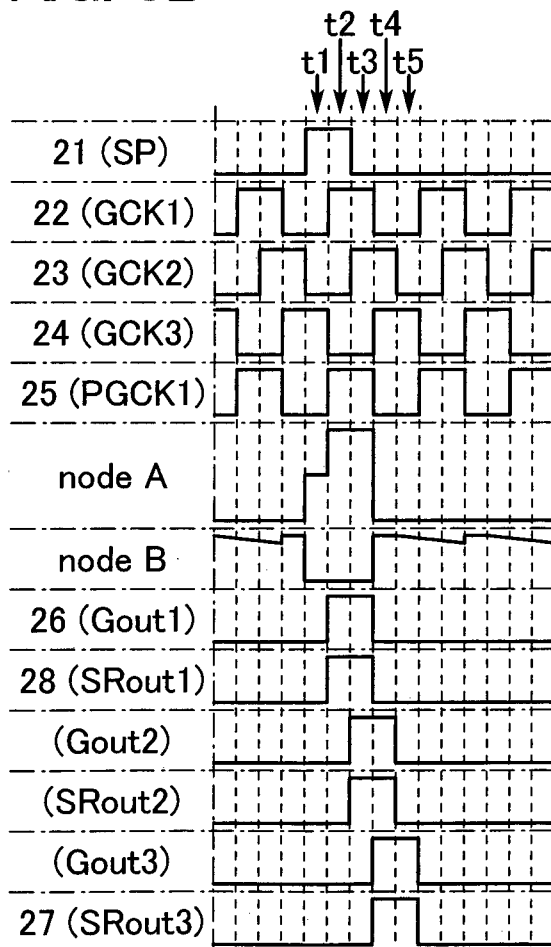 t2 t4
t1 t3 t5
21 (SP)
22 (GCK1)
23 (GCK2)
24 (GCK3)
25 (PGCK1)
node A
node B
26 (Gout1)
28 (SRout1)
(Gout2)
(SRout2)
(Gout3)
27 (SRout3)